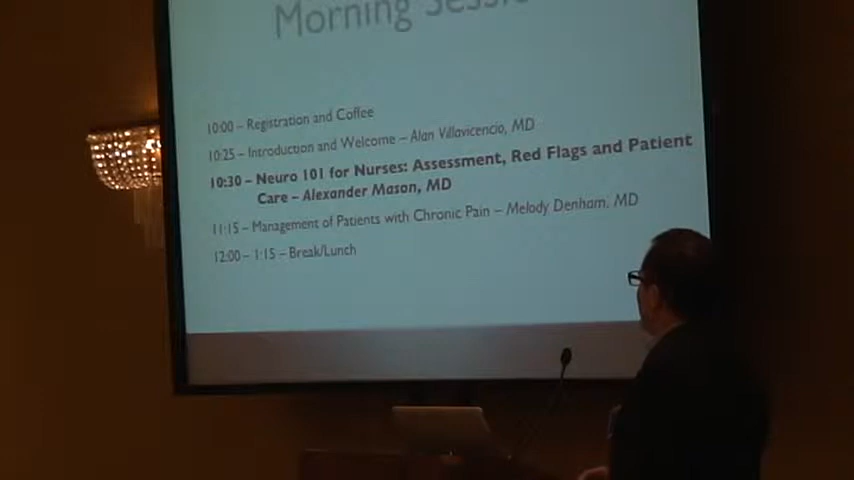 Morning Session
10:00 – Registration and Coffee
10:25 – Introduction and Welcome – Alan Villavicencio, MD
10:30 – Neuro 101 for Nurses: Assessment, Red Flags and Patient
Care – Alexander Mason, MD
11:15 – Management of Patients with Chronic Pain – Melody Denham, MD
12:00 – 1:15 – Break/Lunch